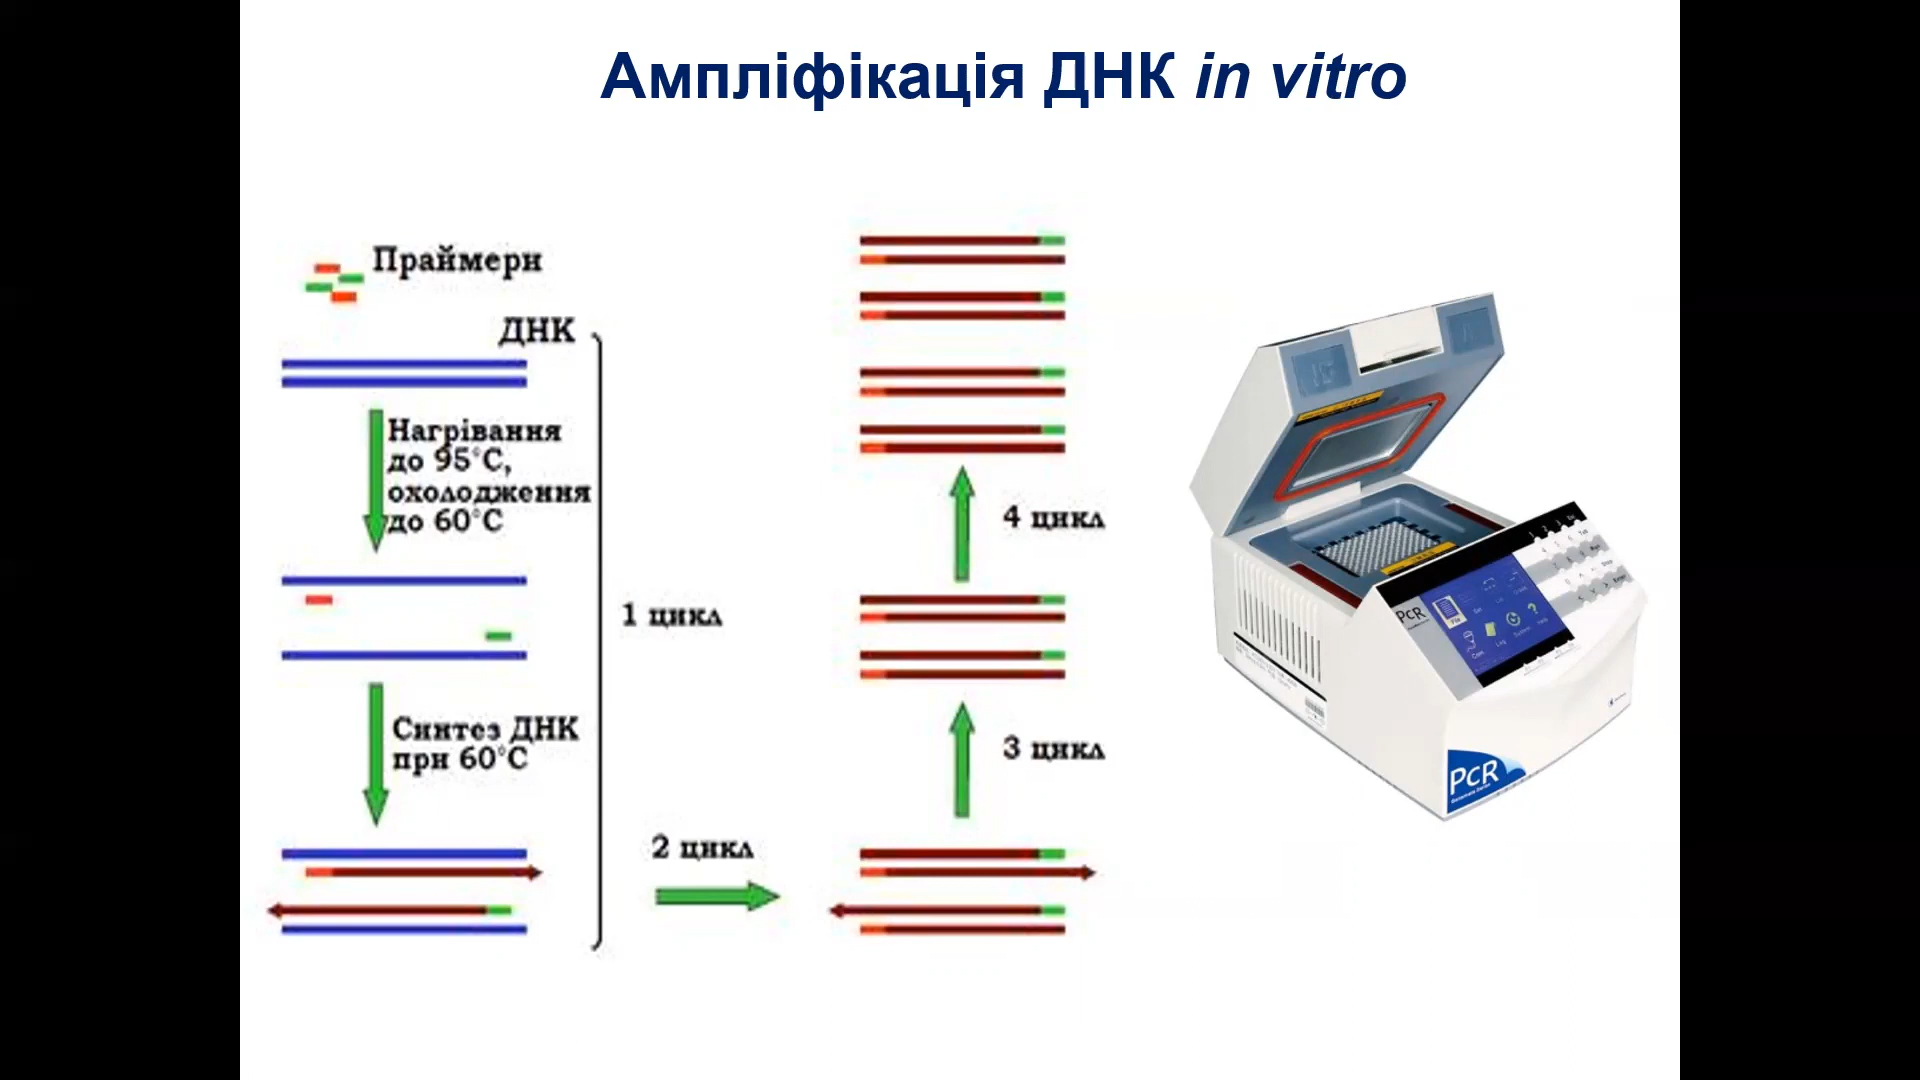 Ампліфікація ДНК in vitro
Праймери
ДНК
Нагрівання
до 95°С,
охолодження
до 60°С
1 цикл
Синтез ДНК
при 60°С
2 цикл
4 цикл
3 цикл
PCR
PCR